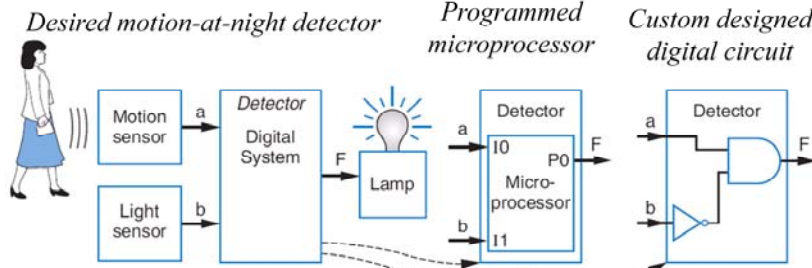 Desired motion-at-night detector
Motion
sensor
a
Light
sensor
b
Detector
Digital
System
F
Lamp
Programmed
microprocessor
Detector
a
I0
P0
F
Micro-
processor
b
I1
Custom designed
digital circuit
Detector
a
b
F